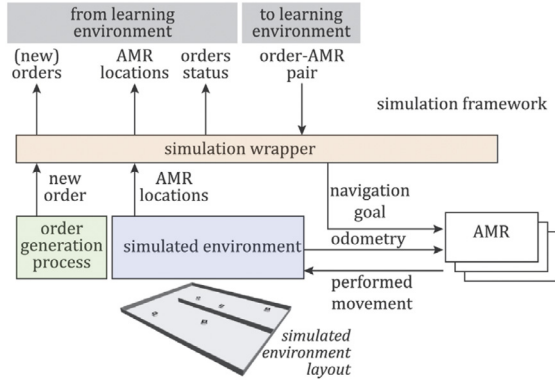 from learning
environment
to learning
environment
(new)
orders
AMR
locations
orders
status
order-AMR
pair
simulation framework
simulation wrapper
new
order
AMR
locations
navigation
goal
order
generation
process
simulated environment
odometry
AMR
performed
movement
simulated
environment
layout